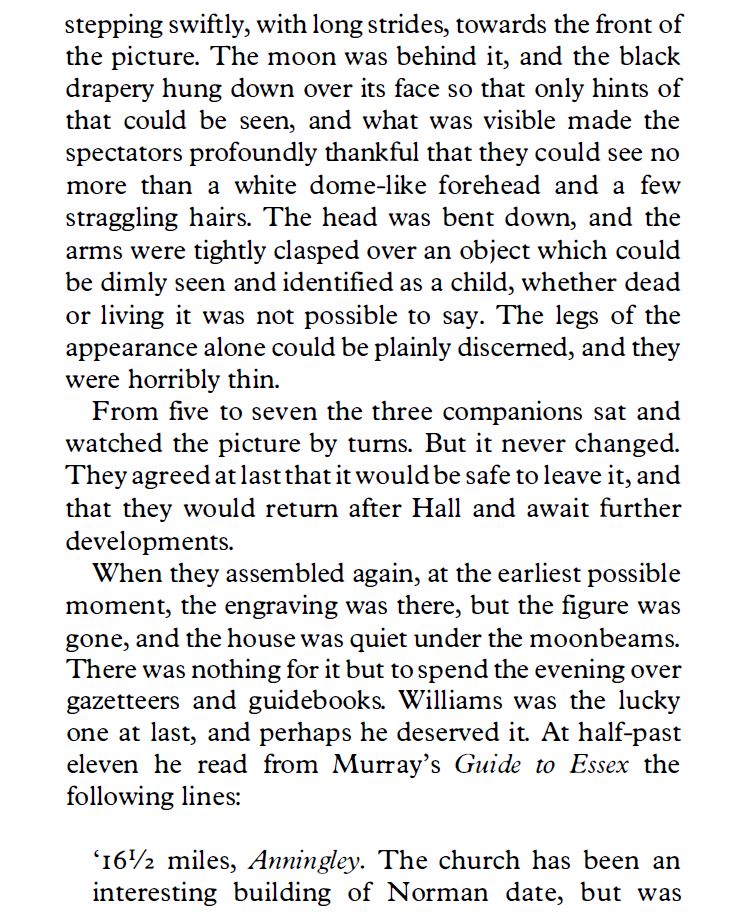 stepping swiftly, with long strides, towards the front of
the picture. The moon was behind it, and the black
drapery hung down over its face so that only hints of
that could be seen, and what was visible made the
spectators profoundly thankful that they could see no
more than a white dome-like forehead and a few
straggling hairs. The head was bent down, and the
arms were tightly clasped over an object which could
be dimly seen and identified as a child, whether dead
or living it was not possible to say. The legs of the
appearance alone could be plainly discerned, and they
were horribly thin.
From five to seven the three companions sat and
watched the picture by turns. But it never changed.
They agreed at last that it would be safe to leave it, and
that they would return after Hall and await further
developments.
When they assembled again, at the earliest possible
moment, the engraving was there, but the figure was
gone, and the house was quiet under the moonbeams.
There was nothing for it but to spend the evening over
gazetteers and guidebooks. Williams was the lucky
one at last, and perhaps he deserved it. At half-past
eleven he read from Murray’s Guide to Essex the
following lines:
‘16½ miles, Anningley. The church has been an
interesting building of Norman date, but was